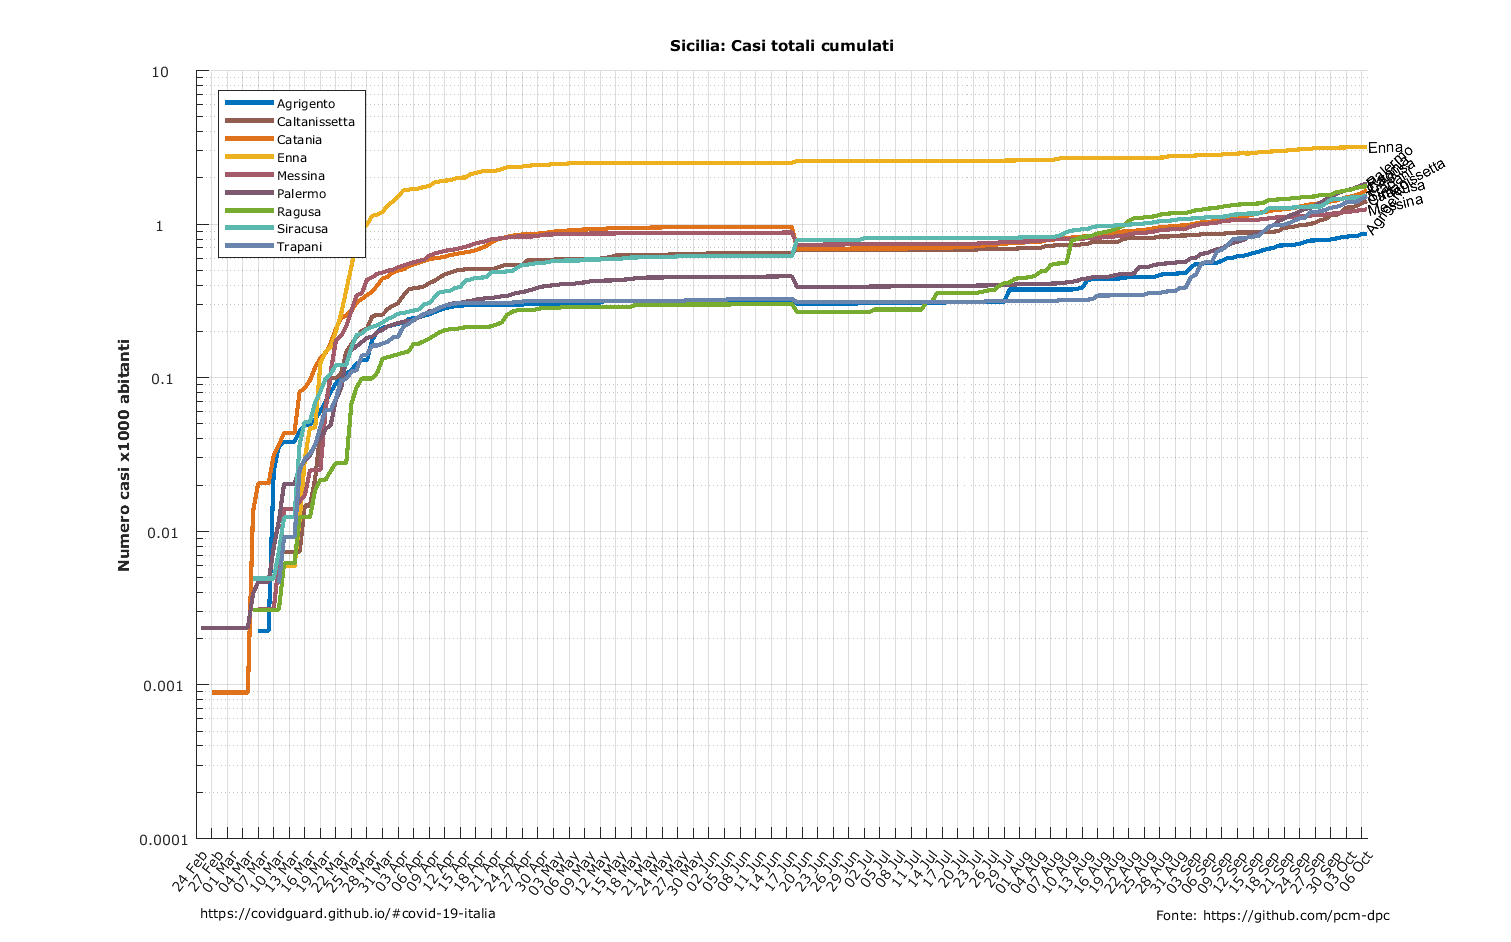 Sicilia: Casi totali cumulati
10
1
0.1
0.01
0.001
0.0001
Numero casi x1000 abitanti
Agrigento
Caltanissetta
Catania
Enna
Messina
Palermo
Ragusa
Siracusa
Trapani
Enna
Palermo
Messina
24 Feb
27 Feb
01 Mar
04 Mar
07 Mar
10 Mar
13 Mar
16 Mar
19 Mar
22 Mar
25 Mar
28 Mar
31 Mar
03 Apr
06 Apr
09 Apr
12 Apr
15 Apr
18 Apr
21 Apr
24 Apr
27 Apr
30 Apr
03 May
06 May
09 May
12 May
15 May
18 May
21 May
24 May
27 May
30 May
02 Jun
05 Jun
08 Jun
11 Jun
14 Jun
17 Jun
20 Jun
23 Jun
26 Jun
29 Jun
02 Jul
05 Jul
08 Jul
11 Jul
14 Jul
17 Jul
20 Jul
23 Jul
26 Jul
29 Jul
01 Aug
04 Aug
07 Aug
10 Aug
13 Aug
16 Aug
19 Aug
22 Aug
25 Aug
28 Aug
31 Aug
03 Sep
06 Sep
09 Sep
12 Sep
15 Sep
18 Sep
21 Sep
24 Sep
27 Sep
30 Sep
03 Oct
06 Oct
https://covidguard.github.io/#covid-19-italia
Fonte: https://github.com/pcm-dpc